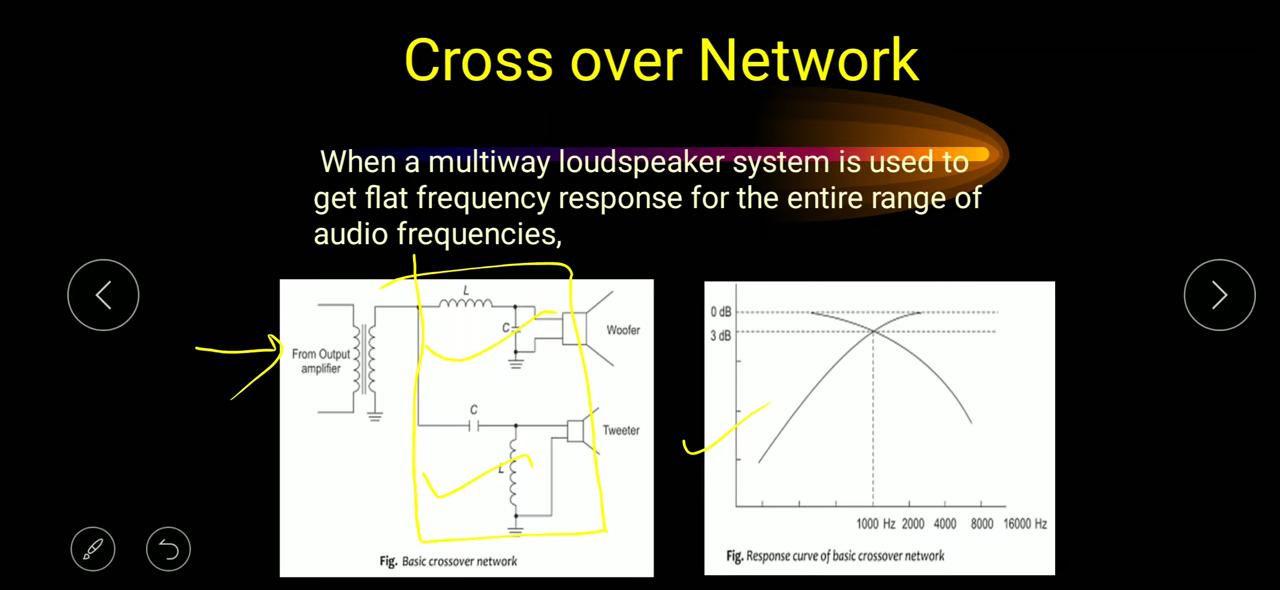 Cross over Network
When a multiway loudspeaker system is used to
get flat frequency response for the entire range of
audio frequencies,
L
C
Woofer
From Output
amplifier
C
Tweeter
L
Fig. Basic crossover network
0 dB
3 dB
1000 Hz 2000 4000 8000 16000 Hz
Fig. Response curve of basic crossover network